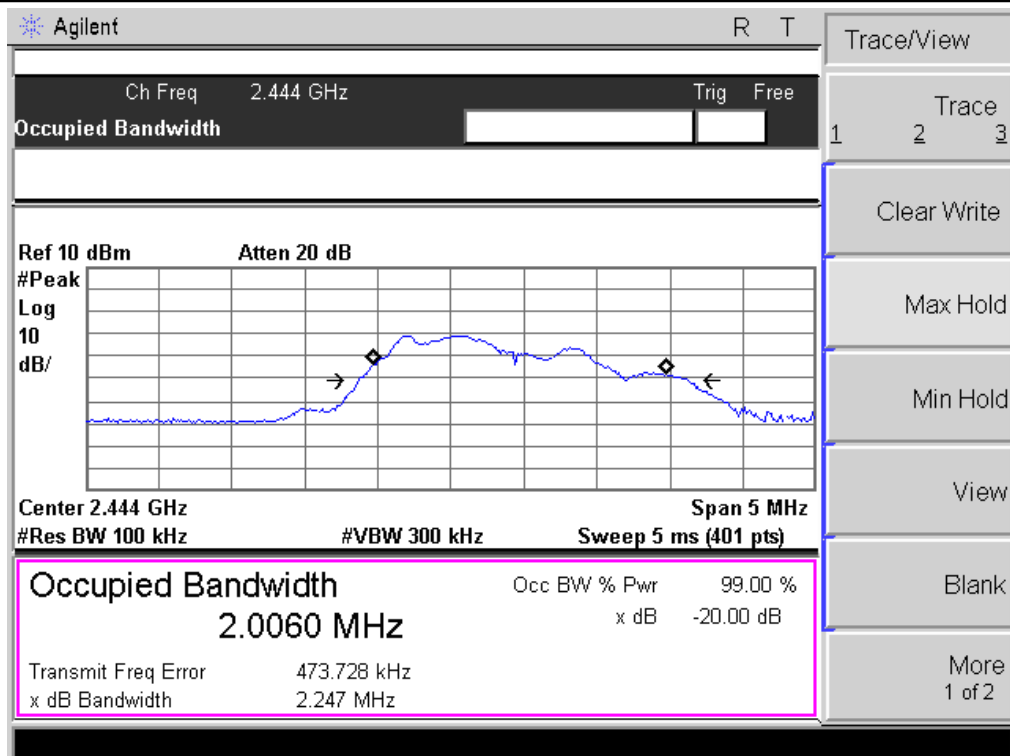 Agilent R T
Trace/View
Ch Freq 2.444 GHz Trig Free
Occupied Bandwidth
Trace
1 2 3
Clear Write
Max Hold
Min Hold
View
Blank
More
1 of 2
Ref 10 dBm Atten 20 dB
#Peak
Log
10
dB/
Center 2.444 GHz Span 5 MHz
#Res BW 100 kHz #VBW 300 kHz Sweep 5 ms (401 pts)
Occupied Bandwidth Occ BW % Pwr 99.00 %
2.0060 MHz x dB -20.00 dB
Transmit Freq Error 473.728 kHz
x dB Bandwidth 2.247 MHz